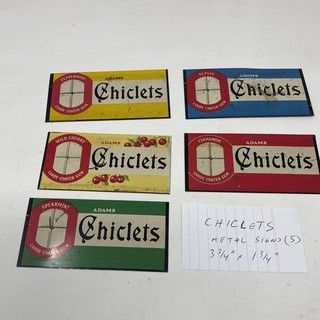 PEPPERMINT
ADAMS
Chiclets
CANDY COATED GUM
ADAMS
Chiclets
CANDY COATED GUM
WILD CHERRY
ADAMS
Chiclets
CANDY COATED GUM
CINNAMON
ADAMS
Chiclets
CANDY COATED GUM
SPEARMINT
ADAMS
Chiclets
CANDY COATED GUM
CHICLETS
METAL SIGNS (5)
3 3/4" x 1 3/4"